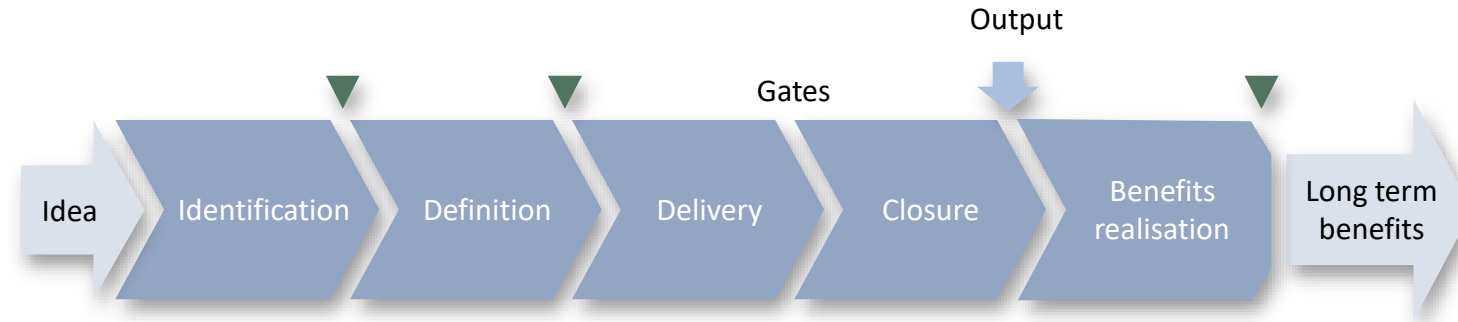 Output
Gates
Idea
Identification
Definition
Delivery
Closure
Benefits
realisation
Long term
benefits